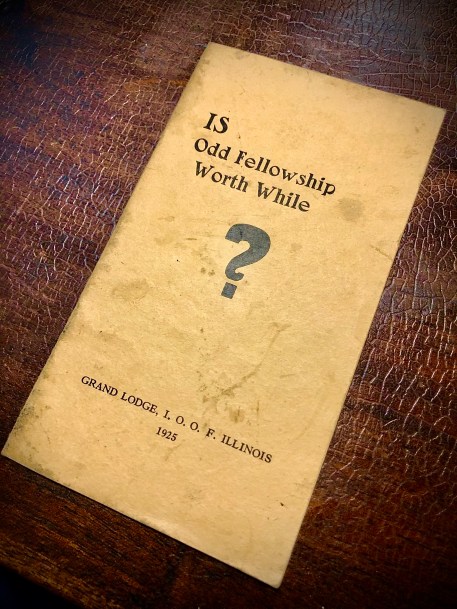 IS
Odd Fellowship
Worth While
?
GRAND LODGE, I. O. O. F. ILLINOIS
1925